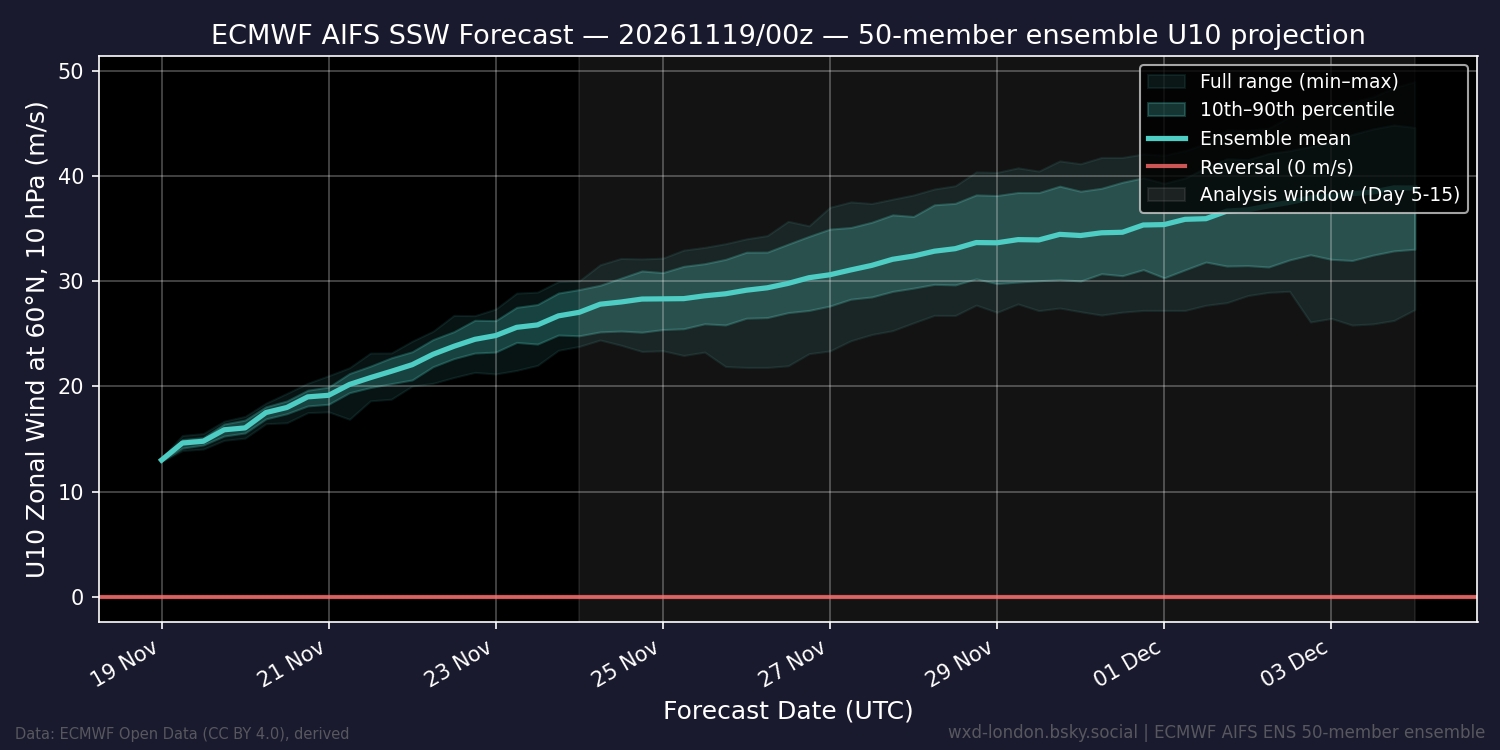 ECMWF AIFS SSW Forecast — 20261119/00z — 50-member ensemble U10 projection
U10 Zonal Wind at 60°N, 10 hPa (m/s)
50
40
30
20
10
0
Full range (min–max)
10th–90th percentile
Ensemble mean
Reversal (0 m/s)
Analysis window (Day 5-15)
19 Nov
21 Nov
23 Nov
25 Nov
27 Nov
29 Nov
01 Dec
03 Dec
Forecast Date (UTC)
Data: ECMWF Open Data (CC BY 4.0), derived
wxd-london.bsky.social | ECMWF AIFS ENS 50-member ensemble